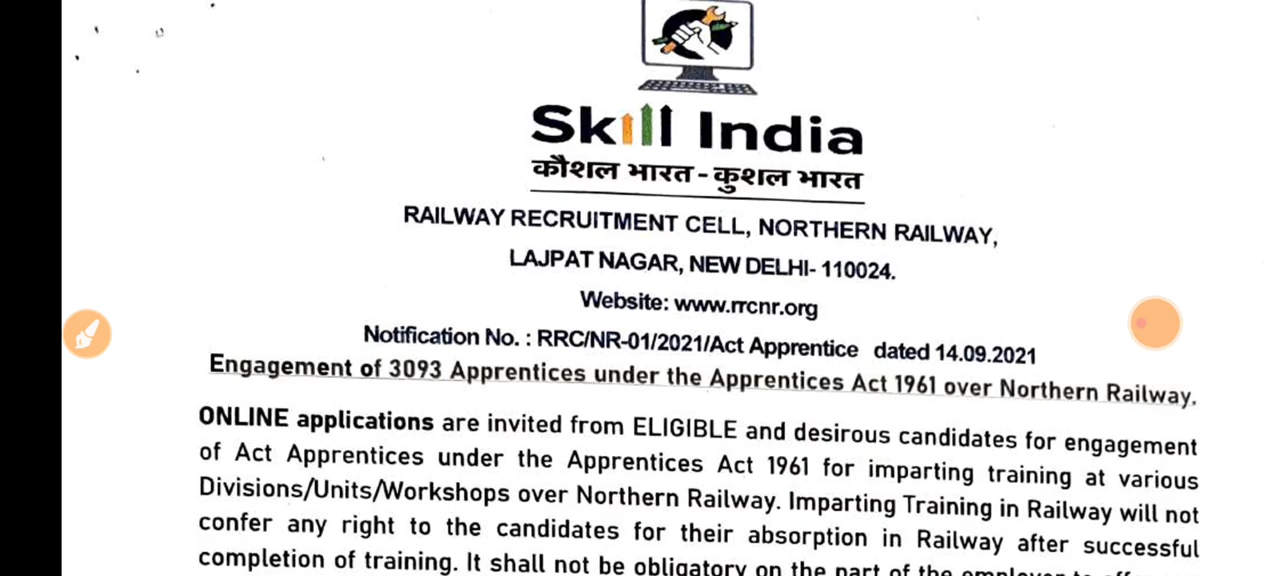 Skill India
कौशल भारत - कुशल भारत
RAILWAY RECRUITMENT CELL, NORTHERN RAILWAY,
LAJPAT NAGAR, NEW DELHI- 110024.
Website: www.rrcnr.org
Notification No. : RRC/NR-01/2021/Act Apprentice dated 14.09.2021
Engagement of 3093 Apprentices under the Apprentices Act 1961 over Northern Railway.
ONLINE applications are invited from ELIGIBLE and desirous candidates for engagement
of Act Apprentices under the Apprentices Act 1961 for imparting training at various
Divisions/Units/Workshops over Northern Railway. Imparting Training in Railway will not
confer any right to the candidates for their absorption in Railway after successful
completion of training. It shall not be obligatory on the part of the employer to